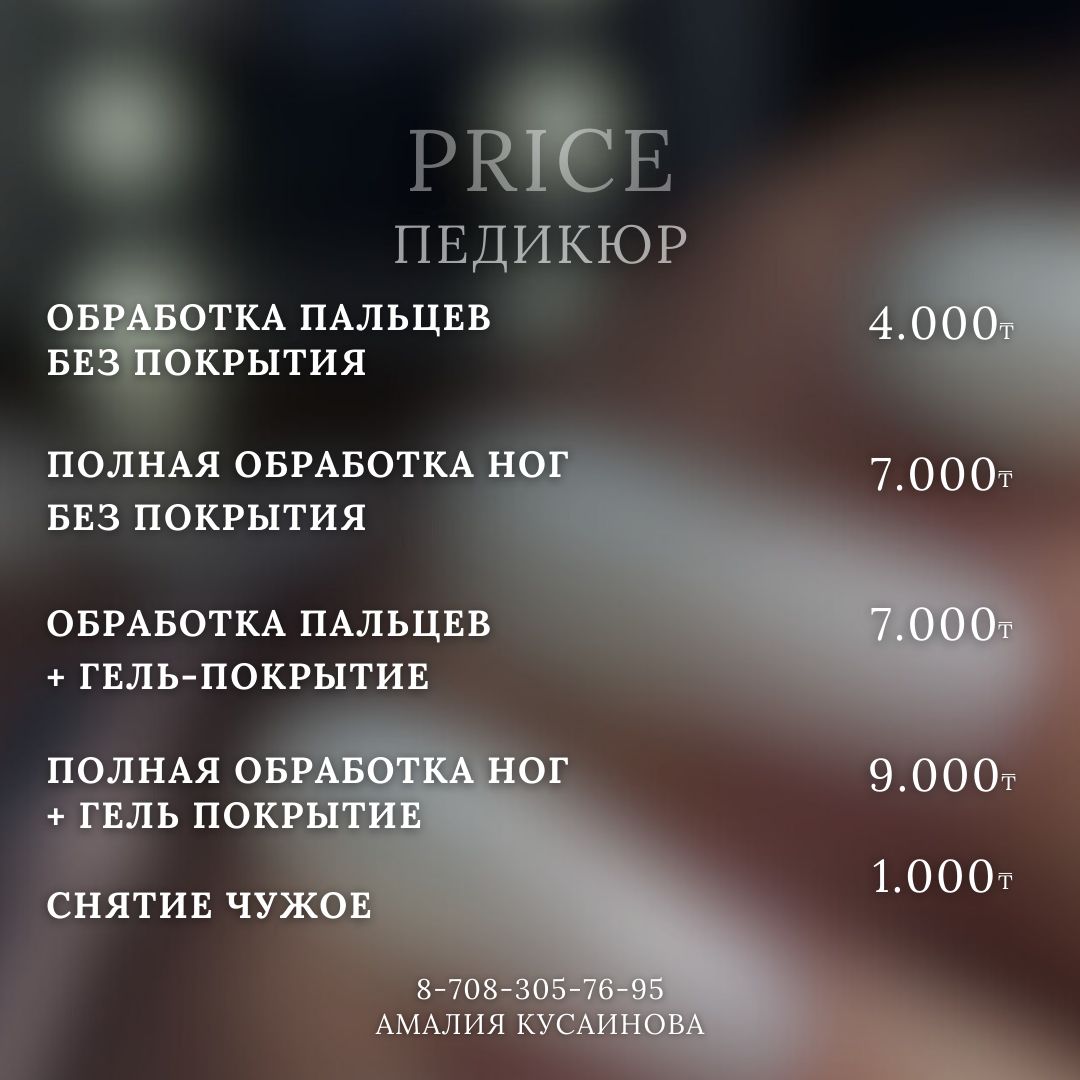 PRICE
ПЕДИКЮР
ОБРАБОТКА ПАЛЬЦЕВ
БЕЗ ПОКРЫТИЯ
4.000₸
ПОЛНАЯ ОБРАБОТКА НОГ
БЕЗ ПОКРЫТИЯ
7.000₸
ОБРАБОТКА ПАЛЬЦЕВ
+ ГЕЛЬ-ПОКРЫТИЕ
7.000₸
ПОЛНАЯ ОБРАБОТКА НОГ
+ ГЕЛЬ ПОКРЫТИЕ
9.000₸
СНЯТИЕ ЧУЖОЕ
1.000₸
8-708-305-76-95
АМАЛИЯ КУСАИНОВА